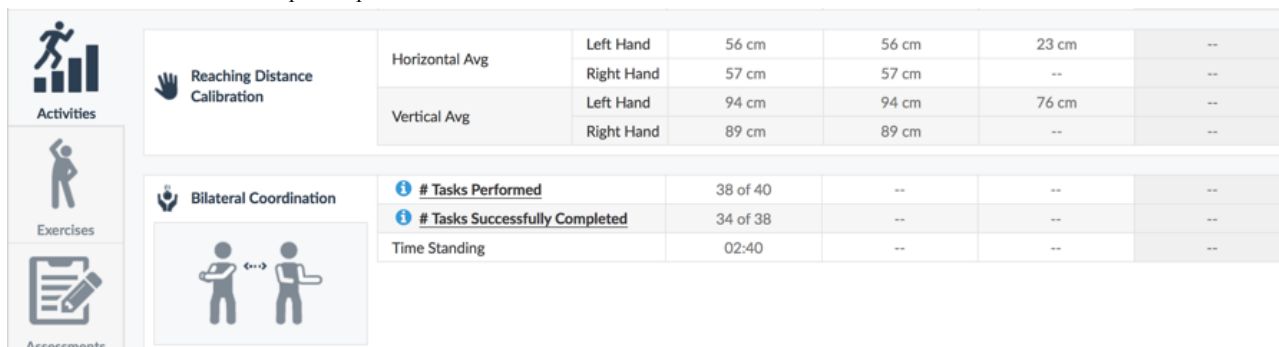 Activities
Exercises
Reaching Distance
Calibration
Horizontal Avg
Left Hand 56 cm 56 cm 23 cm --
Right Hand 57 cm 57 cm -- --
Vertical Avg
Left Hand 94 cm 94 cm 76 cm --
Right Hand 89 cm 89 cm -- --
Bilateral Coordination
# Tasks Performed 38 of 40 -- -- --
# Tasks Successfully Completed 34 of 38 -- -- --
Time Standing 02:40 -- -- --
Assessments